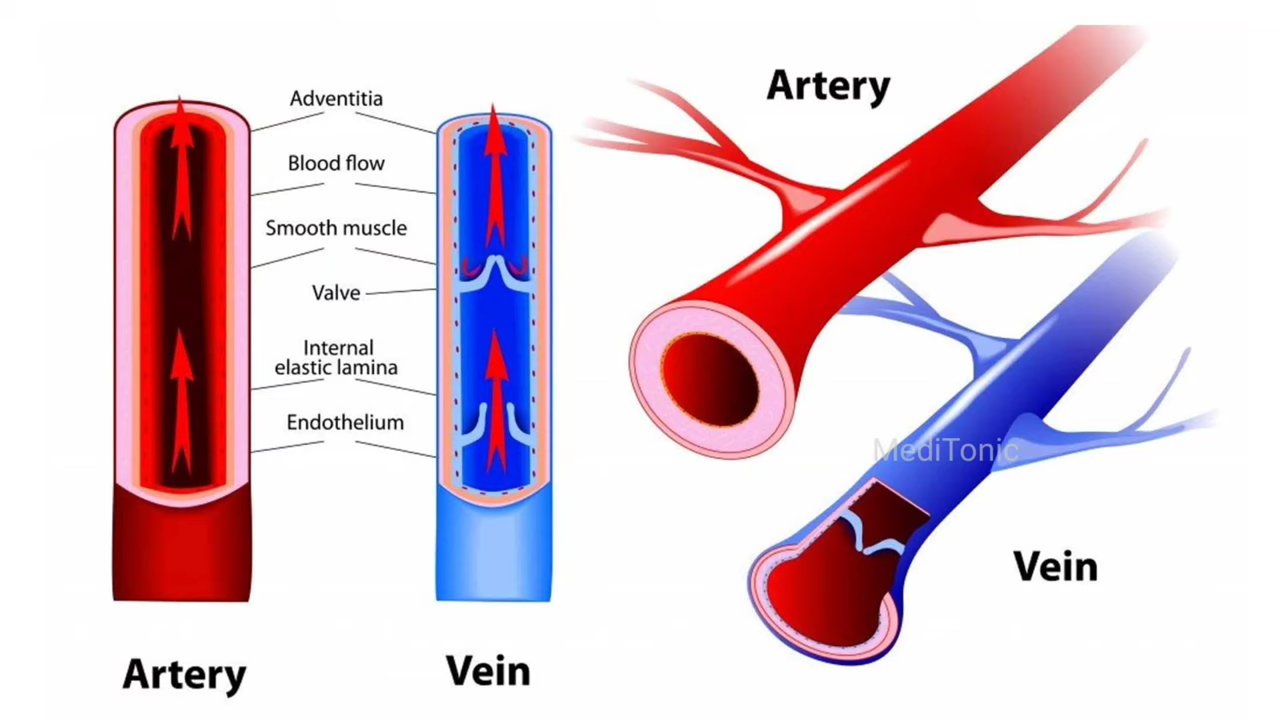 Adventitia
Blood flow
Smooth muscle
Valve
Internal
elastic lamina
Endothelium
Artery
Vein
Artery
MediTonic
Vein